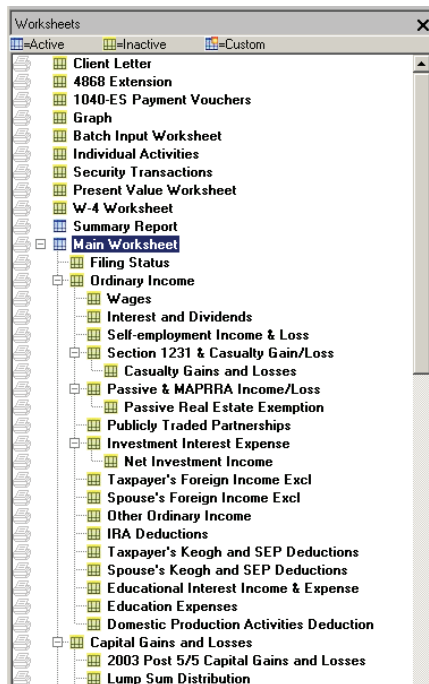 Worksheets
=Active =Inactive =Custom
Client Letter
4868 Extension
1040-ES Payment Vouchers
Graph
Batch Input Worksheet
Individual Activities
Security Transactions
Present Value Worksheet
W-4 Worksheet
Summary Report
Main Worksheet
Filing Status
Ordinary Income
Wages
Interest and Dividends
Self-employment Income & Loss
Section 1231 & Casualty Gain/Loss
Casualty Gains and Losses
Passive & MAPRRA Income/Loss
Passive Real Estate Exemption
Publicly Traded Partnerships
Investment Interest Expense
Net Investment Income
Taxpayer's Foreign Income Excl
Spouse's Foreign Income Excl
Other Ordinary Income
IRA Deductions
Taxpayer's Keogh and SEP Deductions
Spouse's Keogh and SEP Deductions
Educational Interest Income & Expense
Education Expenses
Domestic Production Activities Deduction
Capital Gains and Losses
2003 Post 5/5 Capital Gains and Losses
Lump Sum Distribution